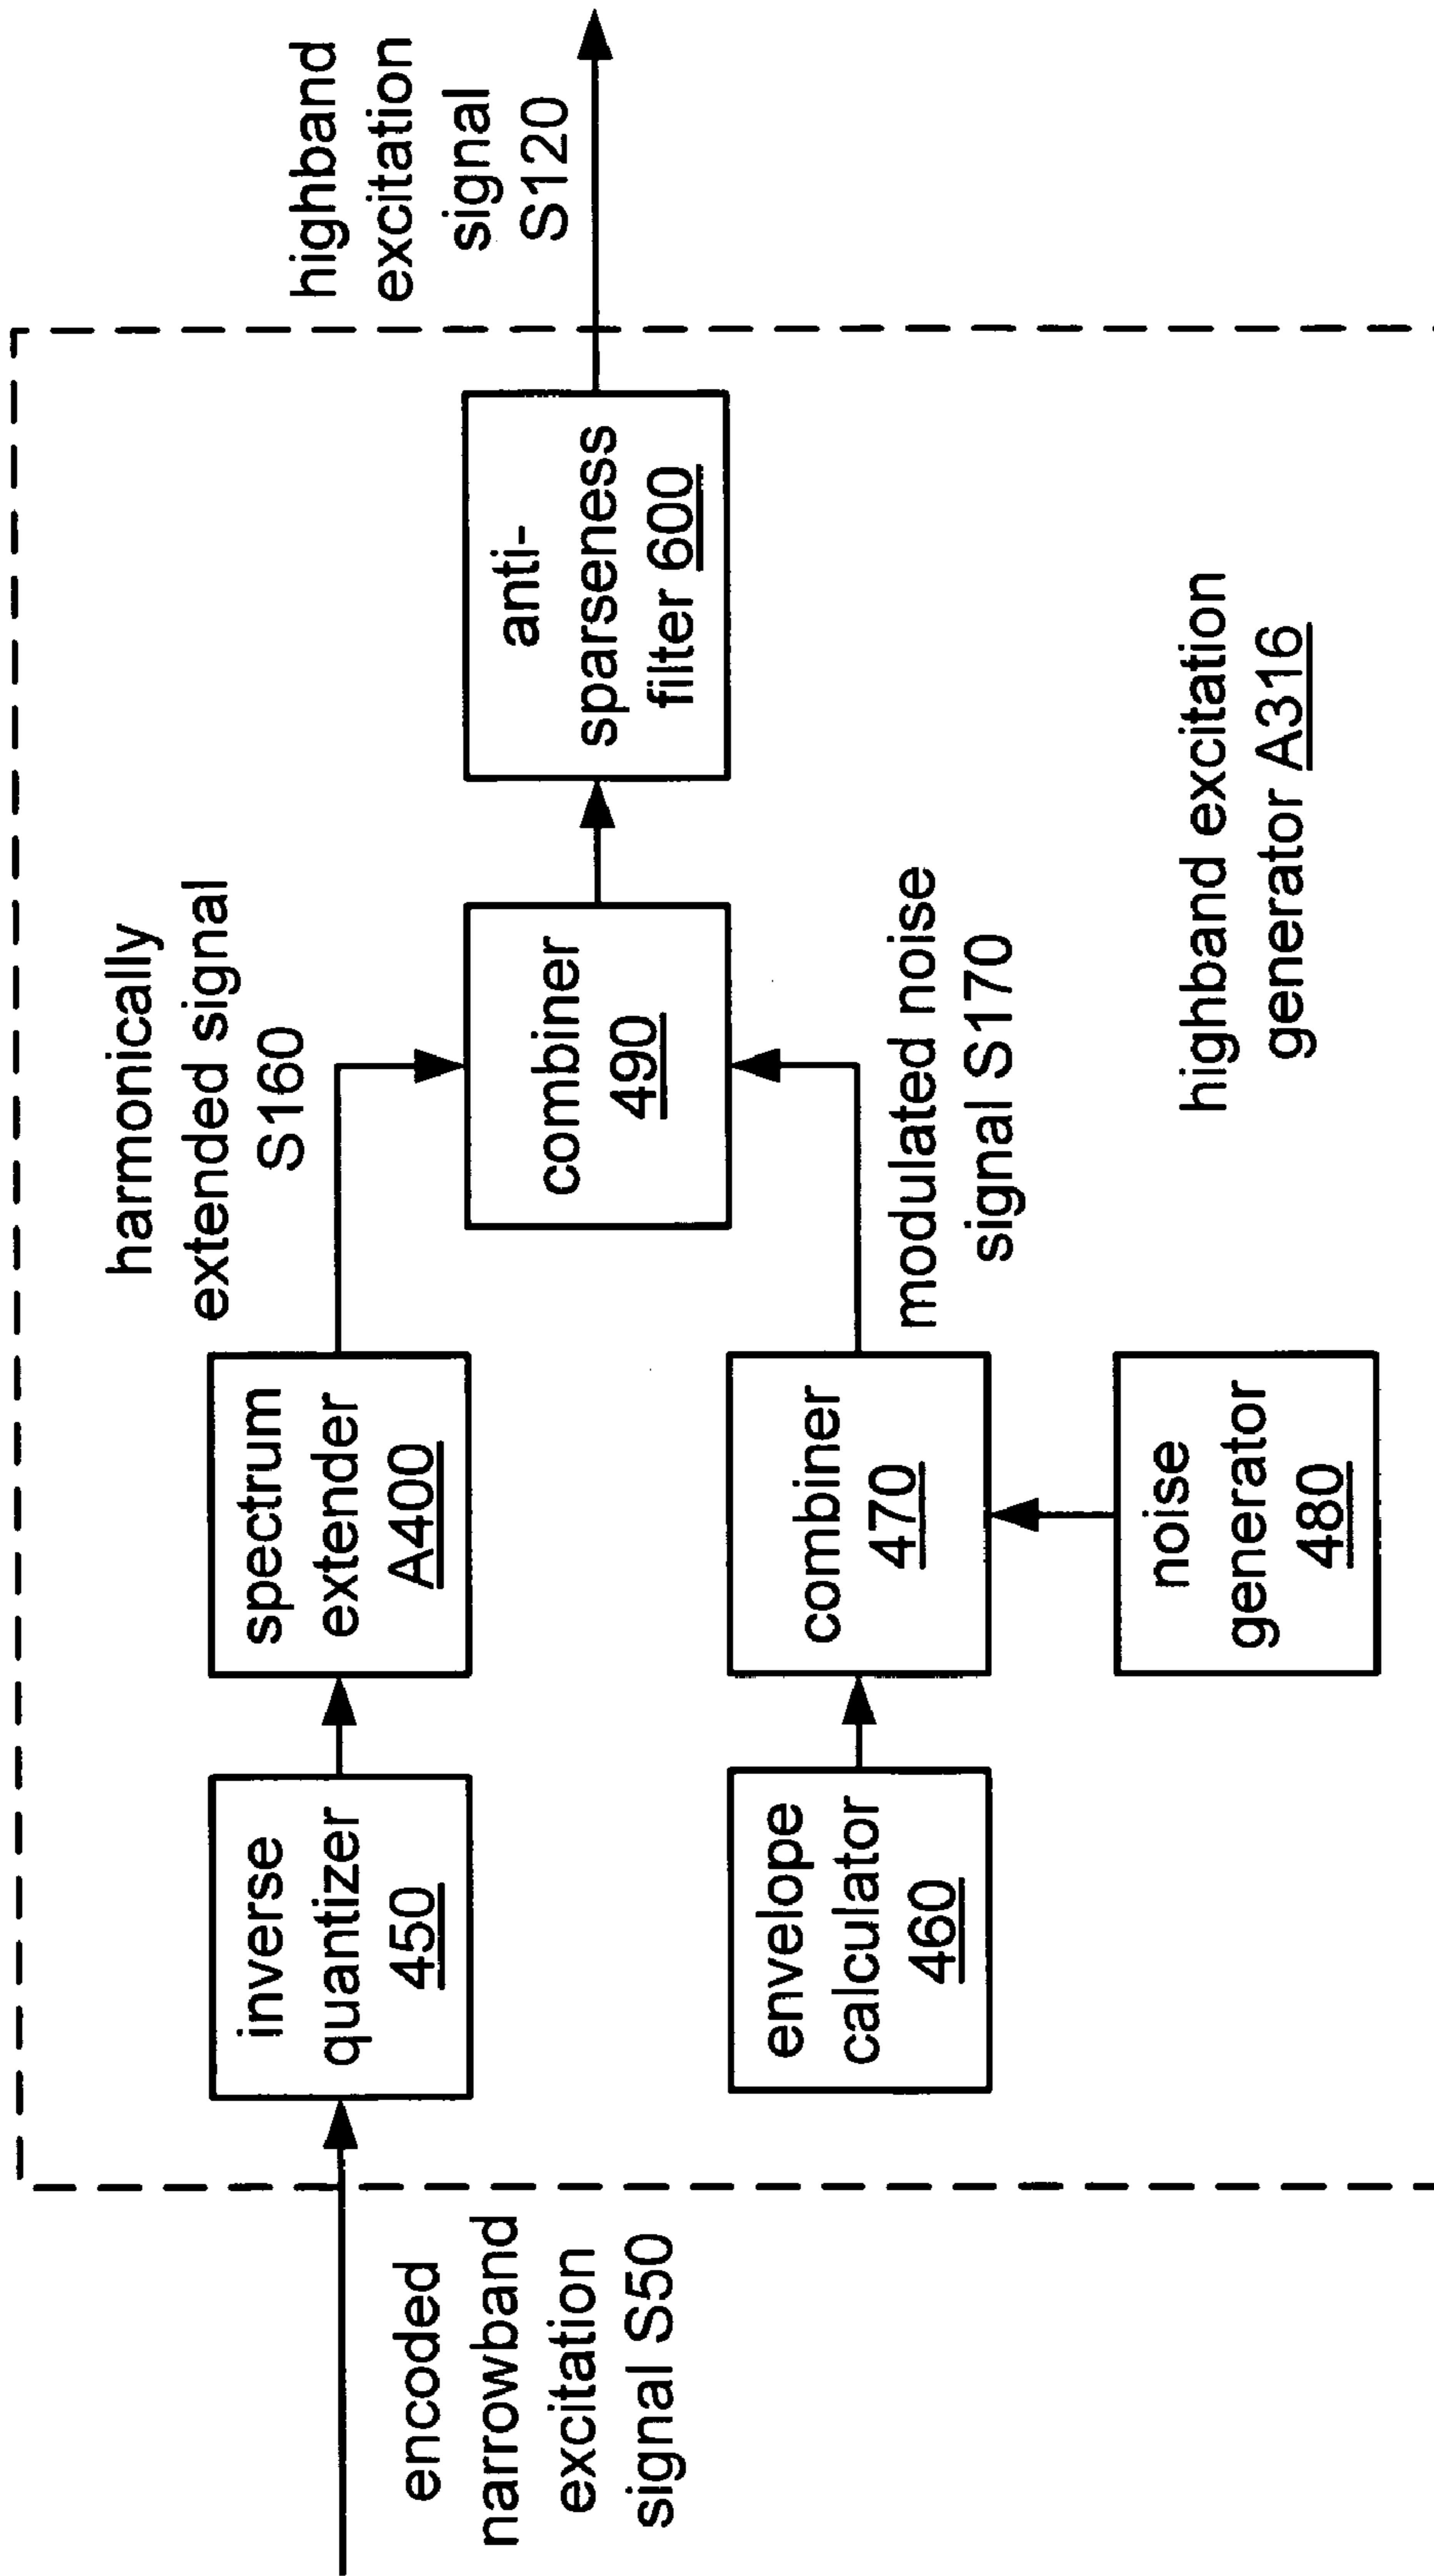 encoded
narrowband
excitation
signal S50
inverse
quantizer
450
spectrum
extender
A400
harmonically
extended signal
S160
envelope
calculator
460
combiner
470
noise
generator
480
modulated noise
signal S170
combiner
490
anti-
sparseness
filter 600
highband
excitation
signal
S120
highband excitation
generator A316